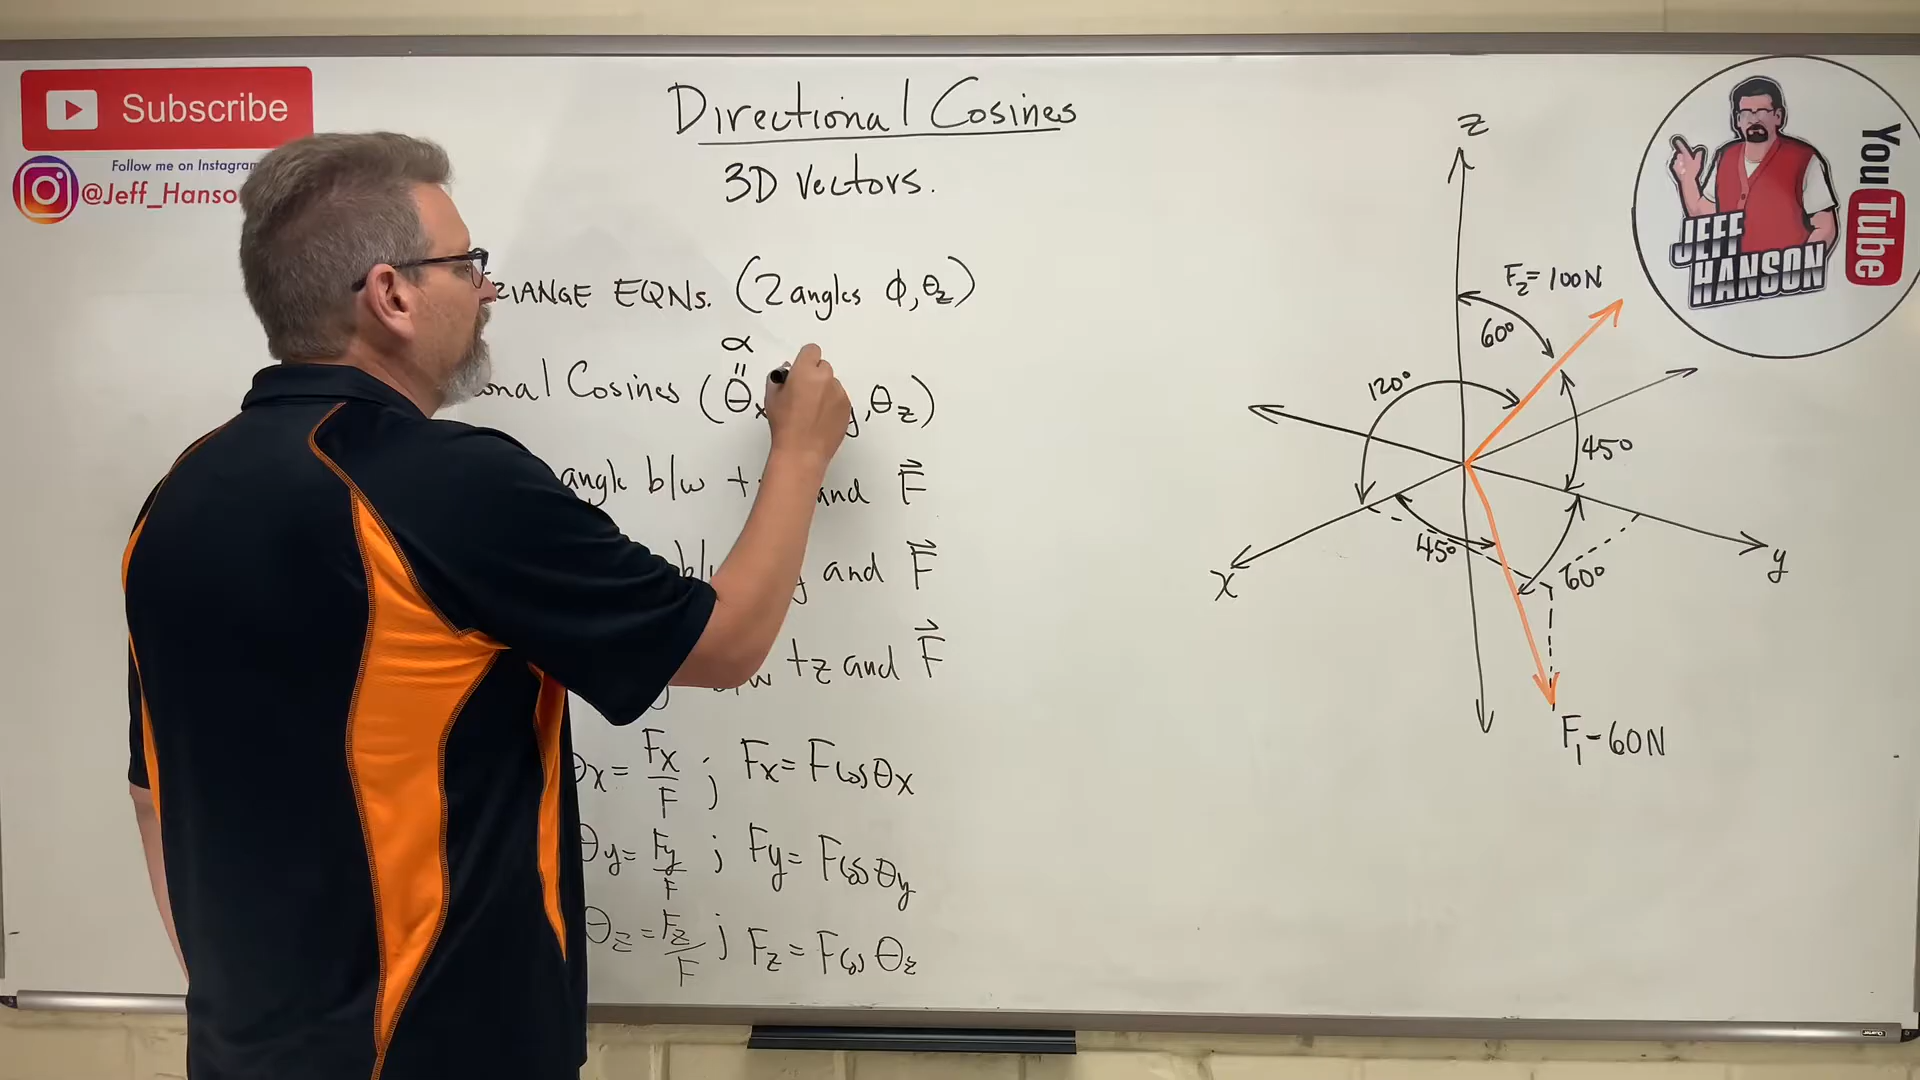 Subscribe
Follow me on Instagram
@Jeff_Hanso
Directional Cosines
3D Vectors.
EQNs. (2 angles ϕ, θz)
α
=
Cosines (θx y, θz)
angle b/w + and F⃗
y and F⃗
b/w +z and F⃗
θx = Fx/F ; Fx = F cos θx
θy = Fy/F ; Fy = F cos θy
θz = Fz/F ; Fz = F cos θz
z
F2 = 100N
60°
120°
45°
x
45°
60°
y
F1 - 60N
JEFF
HANSON
YouTube